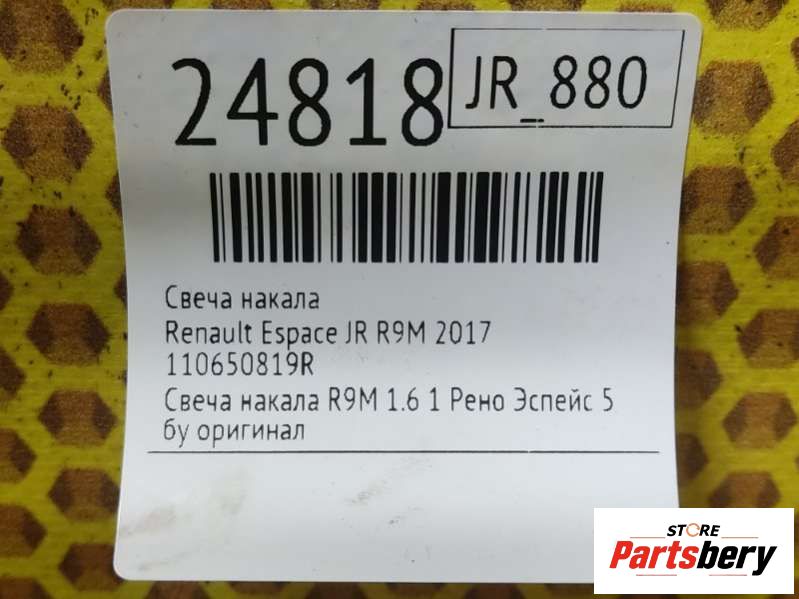 24818
JR_880
Свеча накала
Renault Espace JR R9M 2017
110650819R
Свеча накала R9M 1.6 1 Рено Эспейс 5
бу оригинал
STORE
Partsbery